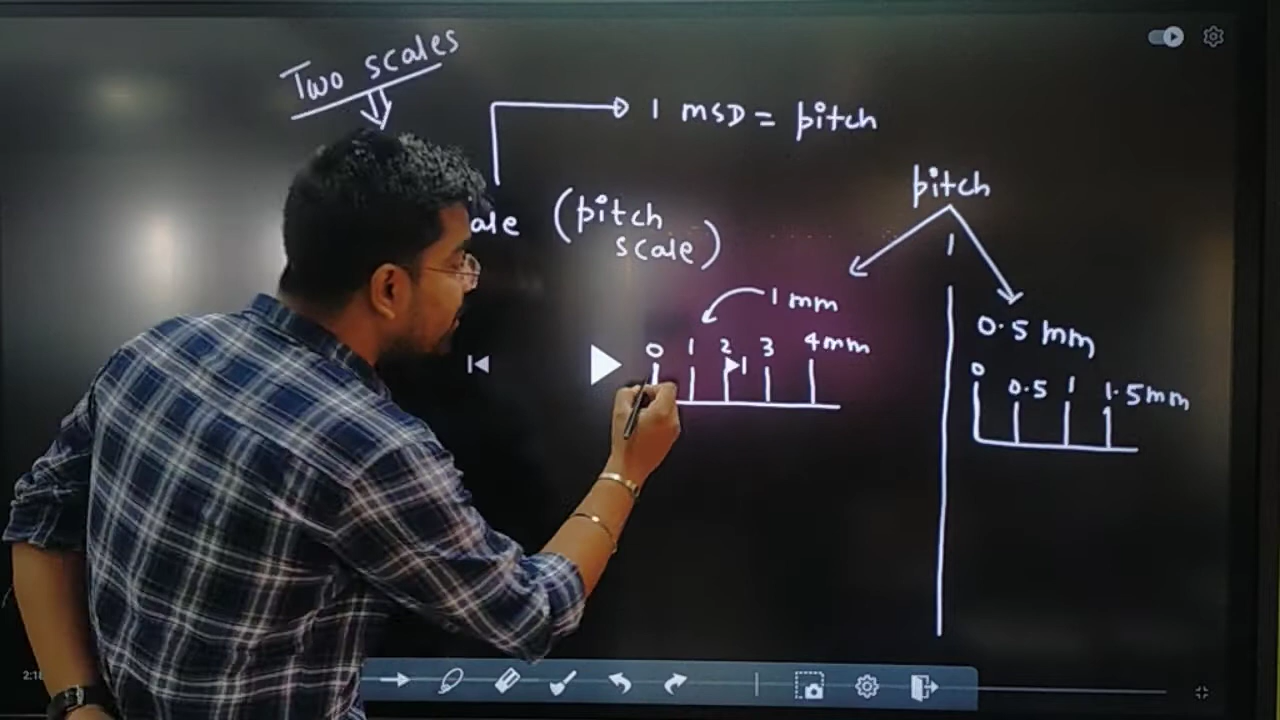 Two scales
1 MSD = pitch
ale (pitch
scale)
pitch
1 mm
0 1 2 3 4mm
0.5 mm
0 0.5 1 1.5mm